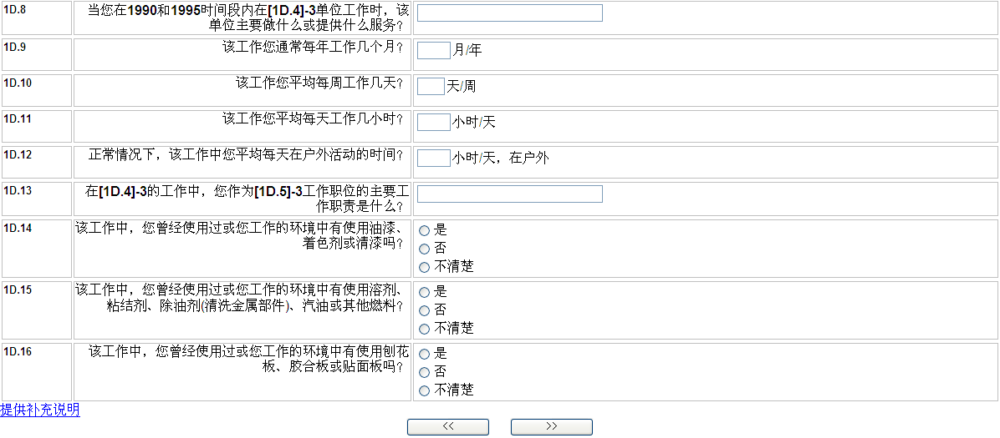 1D.8
当您在1990和1995时间段内在[1D.4]-3单位工作时，该
单位主要做什么或提供什么服务？
1D.9
该工作您通常每年工作几个月？
月/年
1D.10
该工作您平均每周工作几天？
天/周
1D.11
该工作您平均每天工作几小时？
小时/天
1D.12
正常情况下，该工作中您平均每天在户外活动的时间？
小时/天，在户外
1D.13
在[1D.4]-3的工作中，您作为[1D.5]-3工作职位的主要工
作职责是什么？
1D.14
该工作中，您曾经使用过或您工作的环境中有使用油漆、
着色剂或清漆吗？
是
否
不清楚
1D.15
该工作中，您曾经使用过或您工作的环境中有使用溶剂、
粘结剂、除油剂(清洗金属部件)、汽油或其他燃料？
是
否
不清楚
1D.16
该工作中，您曾经使用过或您工作的环境中有使用刨花
板、胶合板或贴面板吗？
是
否
不清楚
提供补充说明
<< >>